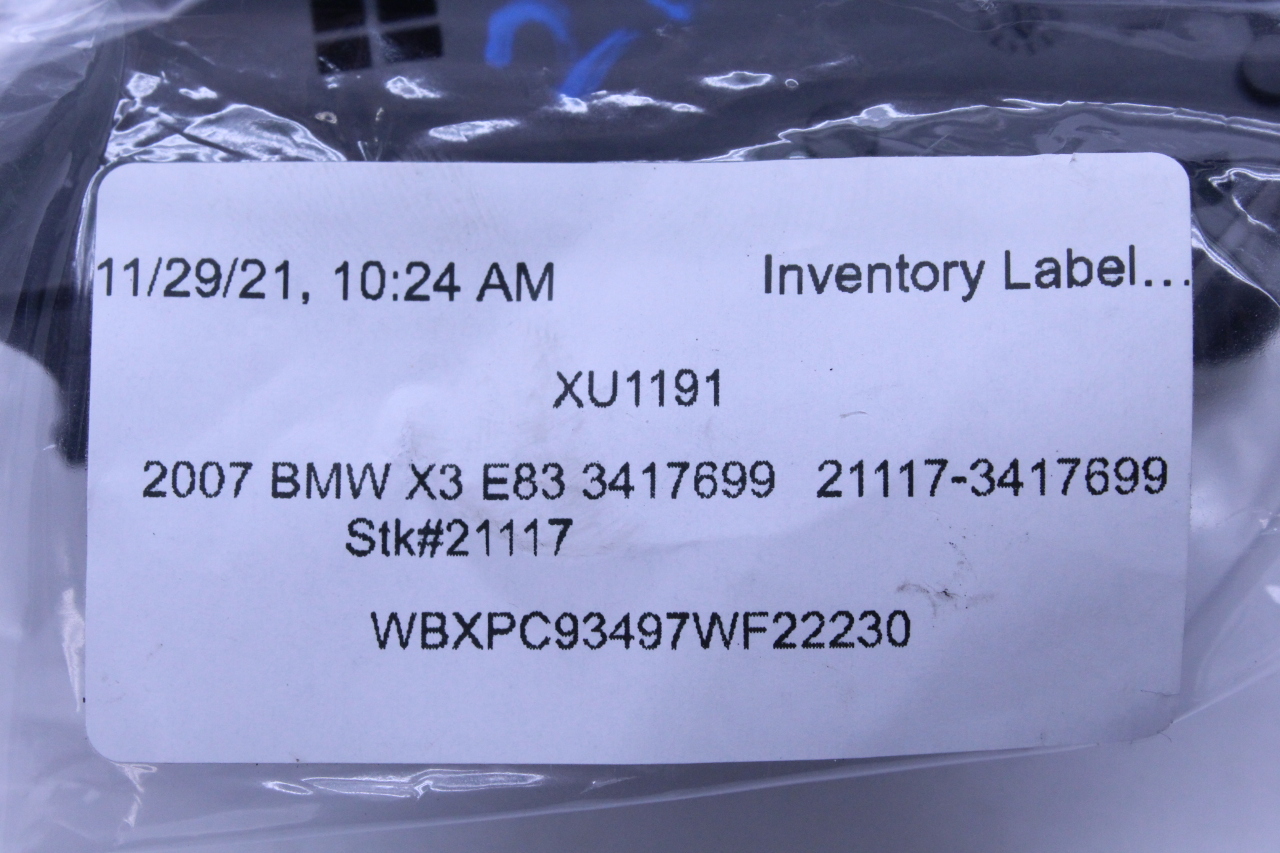 11/29/21, 10:24 AM Inventory Label...
XU1191
2007 BMW X3 E83 3417699 21117-3417699
Stk#21117
WBXPC93497WF22230